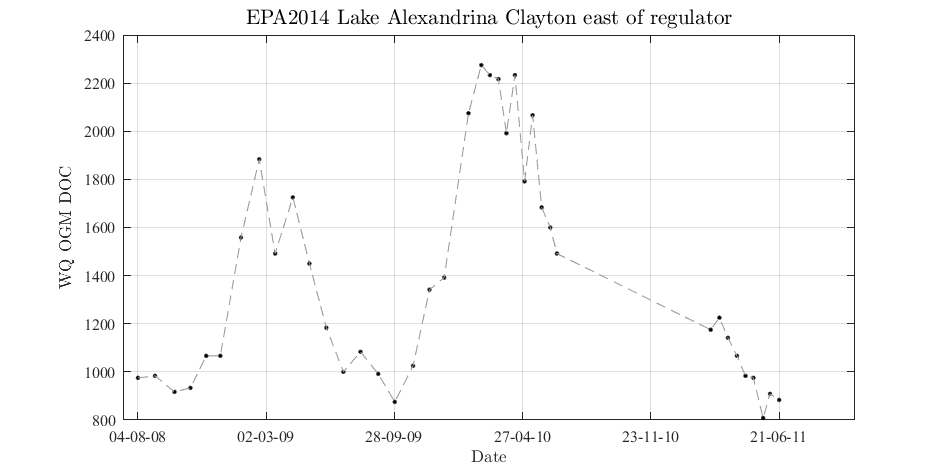 EPA2014 Lake Alexandrina Clayton east of regulator
2400
2200
2000
1800
1600
1400
1200
1000
800
WQ OGM DOC
04-08-08 02-03-09 28-09-09 27-04-10 23-11-10 21-06-11
Date